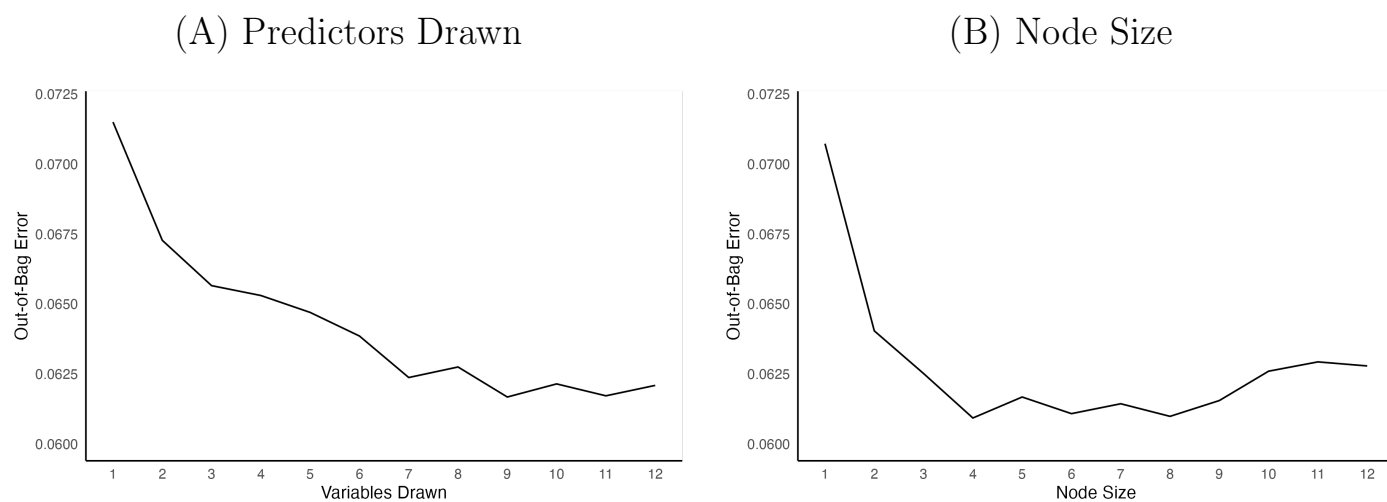 (A) Predictors Drawn
0.0725
0.0700
0.0675
0.0650
0.0625
0.0600
Out-of-Bag Error
1 2 3 4 5 6 7 8 9 10 11 12
Variables Drawn
(B) Node Size
0.0725
0.0700
0.0675
0.0650
0.0625
0.0600
Out-of-Bag Error
1 2 3 4 5 6 7 8 9 10 11 12
Node Size